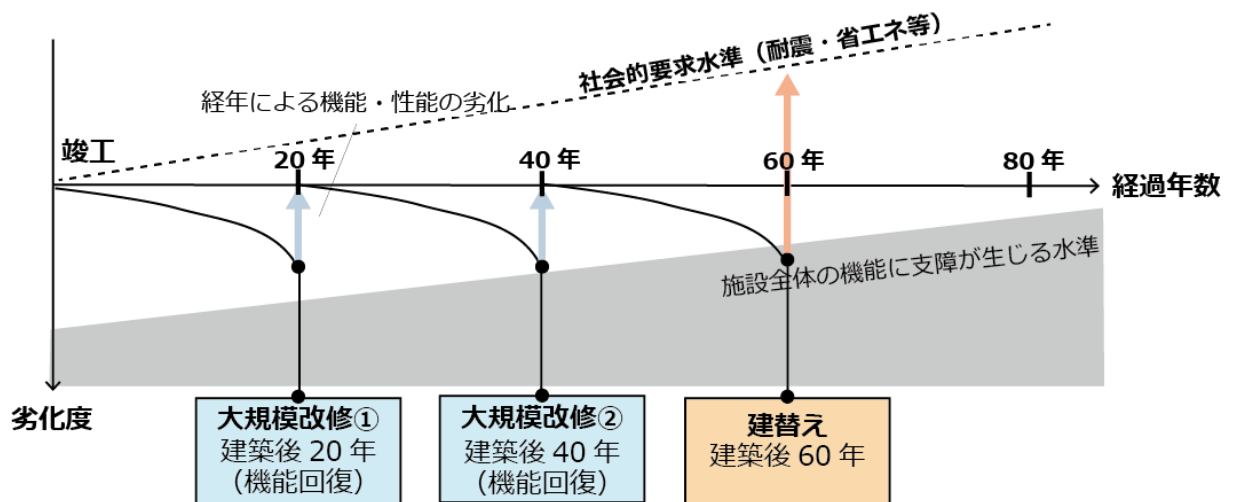 社会的要求水準（耐震・省エネ等）
経年による機能・性能の劣化
竣工
20 年
40 年
60 年
80 年
経過年数
施設全体の機能に支障が生じる水準
劣化度
大規模改修①
建築後 20 年
（機能回復）
大規模改修②
建築後 40 年
（機能回復）
建替え
建築後 60 年